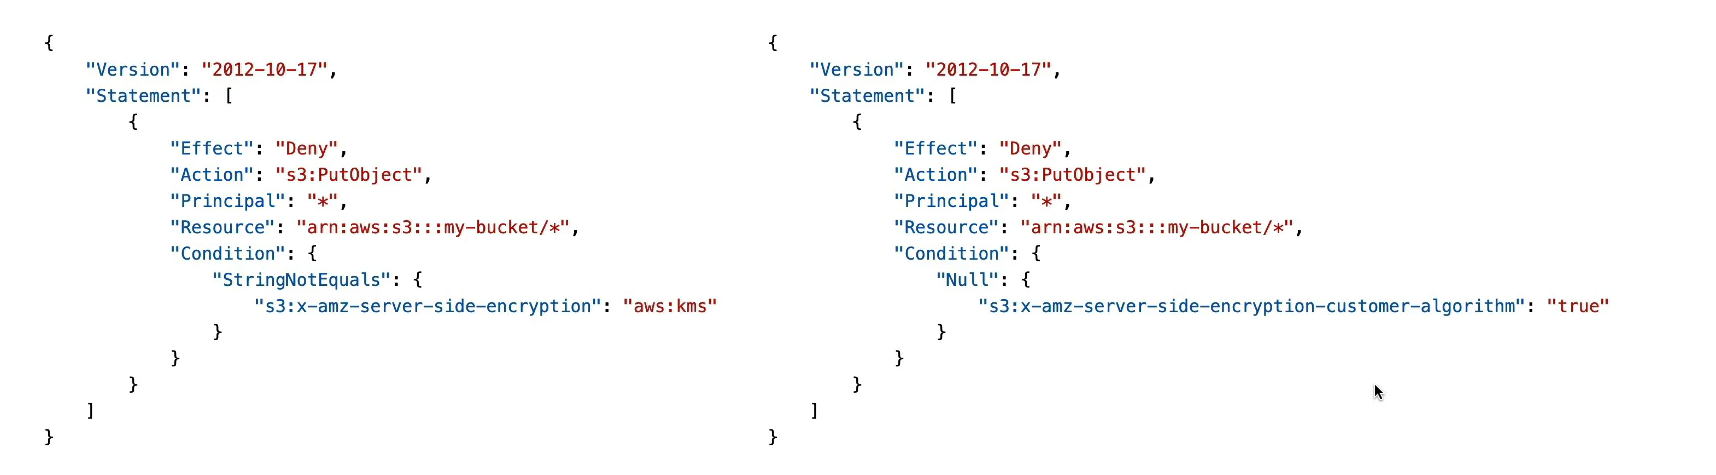 {
    "Version": "2012-10-17",
    "Statement": [
        {
            "Effect": "Deny",
            "Action": "s3:PutObject",
            "Principal": "*",
            "Resource": "arn:aws:s3:::my-bucket/*",
            "Condition": {
                "StringNotEquals": {
                    "s3:x-amz-server-side-encryption": "aws:kms"
                }
            }
        }
    ]
}
{
    "Version": "2012-10-17",
    "Statement": [
        {
            "Effect": "Deny",
            "Action": "s3:PutObject",
            "Principal": "*",
            "Resource": "arn:aws:s3:::my-bucket/*",
            "Condition": {
                "Null": {
                    "s3:x-amz-server-side-encryption-customer-algorithm": "true"
                }
            }
        }
    ]
}